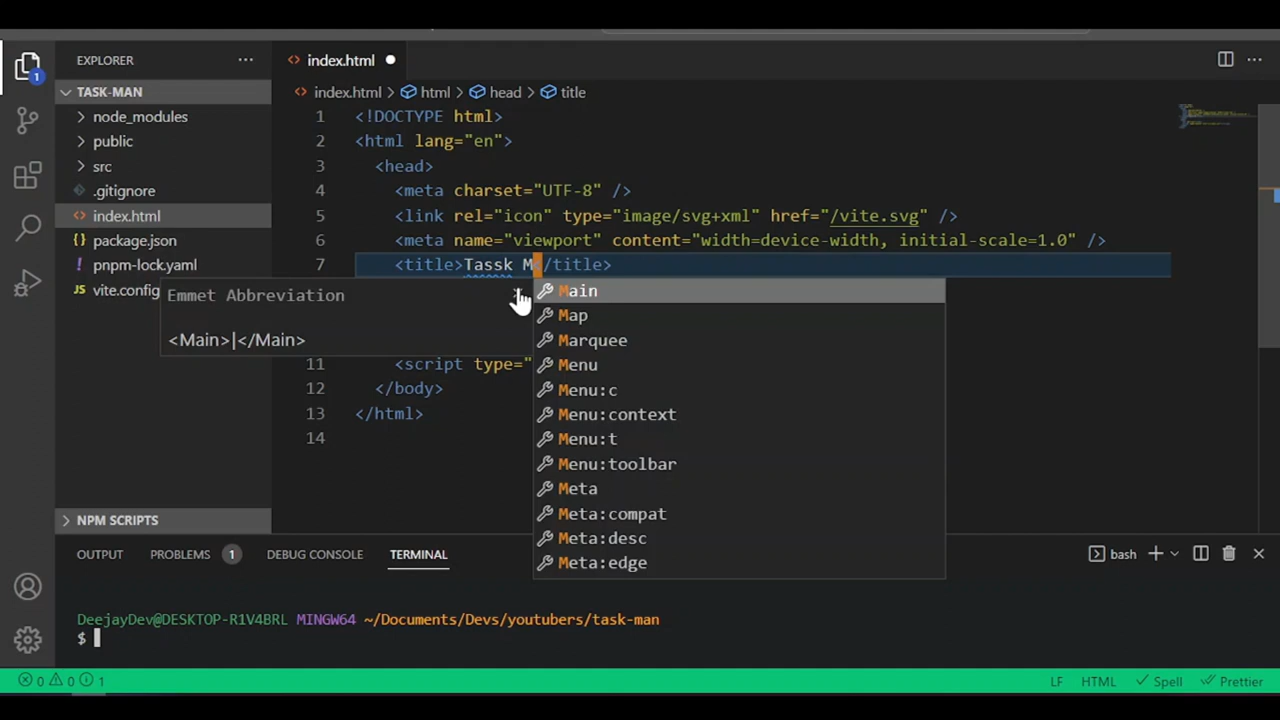 EXPLORER ···
index.html
TASK-MAN
index.html > html > head > title
node_modules
public
src
.gitignore
index.html
package.json
pnpm-lock.yaml
vite.config
1 <!DOCTYPE html>
2 <html lang="en">
3 <head>
4 <meta charset="UTF-8" />
5 <link rel="icon" type="image/svg+xml" href="/vite.svg" />
6 <meta name="viewport" content="width=device-width, initial-scale=1.0" />
7 <title>Tassk M</title>
Emmet Abbreviation
<Main>|</Main>
Main
Map
Marquee
Menu
Menu:c
Menu:context
Menu:t
Menu:toolbar
Meta
Meta:compat
Meta:desc
Meta:edge
11 <script type="
12 </body>
13 </html>
14
NPM SCRIPTS
OUTPUT PROBLEMS 1 DEBUG CONSOLE TERMINAL
bash
DeejayDev@DESKTOP-R1V4BRL MINGW64 ~/Documents/Devs/youtubers/task-man
$
0 0 1
LF HTML Spell Prettier
1